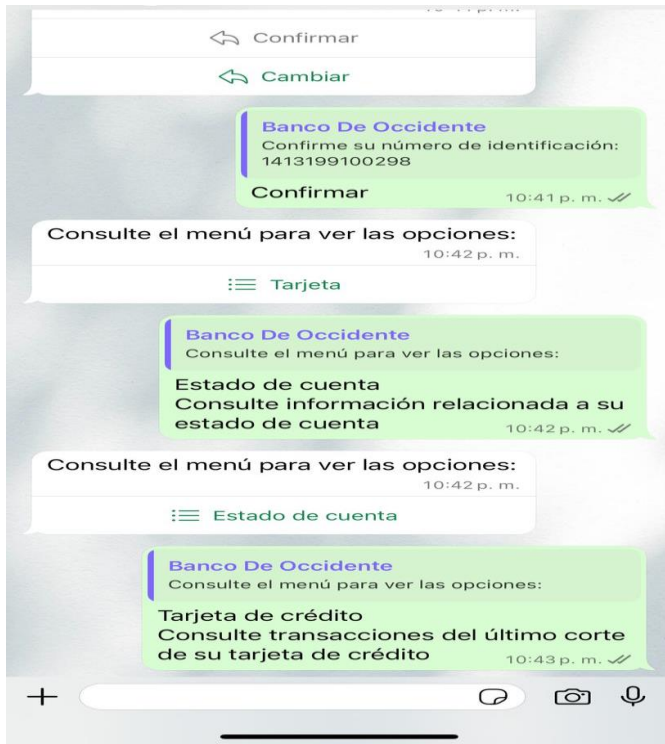 Confirmar
Cambiar
Banco De Occidente
Confirme su número de identificación:
1413199100298
Confirmar
10:41 p. m.
Consulte el menú para ver las opciones:
10:42 p. m.
Tarjeta
Banco De Occidente
Consulte el menú para ver las opciones:
Estado de cuenta
Consulte información relacionada a su
estado de cuenta
10:42 p. m.
Consulte el menú para ver las opciones:
10:42 p. m.
Estado de cuenta
Banco De Occidente
Consulte el menú para ver las opciones:
Tarjeta de crédito
Consulte transacciones del último corte
de su tarjeta de crédito
10:43 p. m.